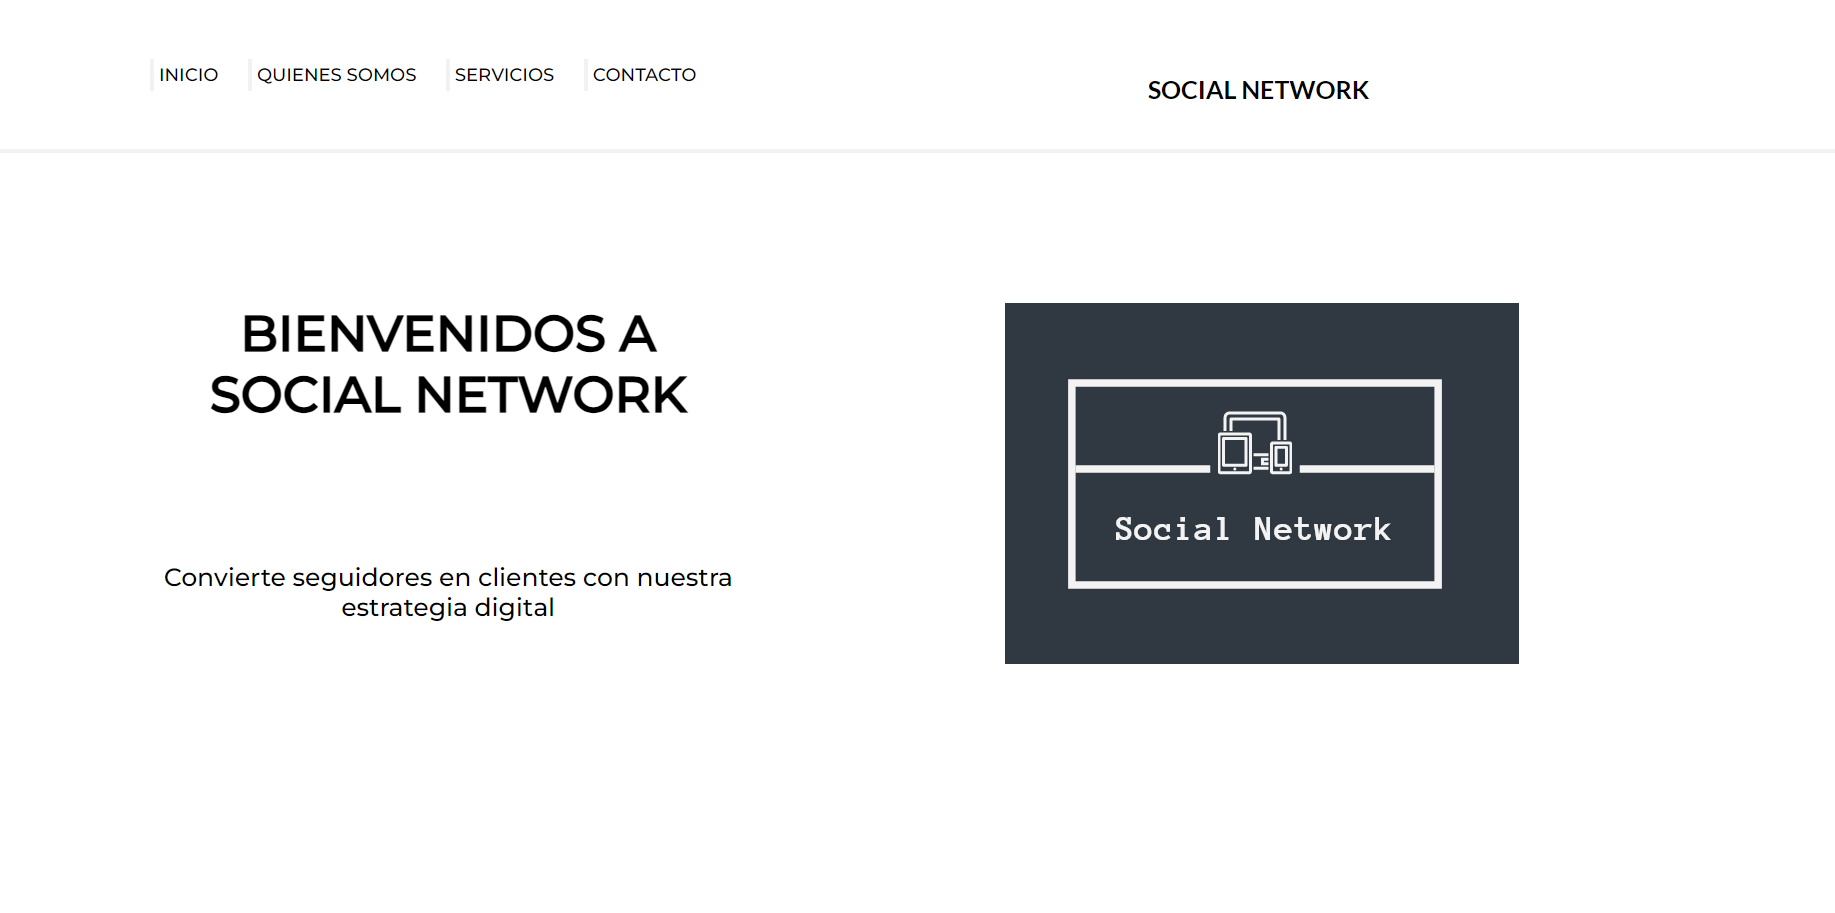 INICIO QUIENES SOMOS SERVICIOS CONTACTO
SOCIAL NETWORK
BIENVENIDOS A
SOCIAL NETWORK
Convierte seguidores en clientes con nuestra
estrategia digital
Social Network